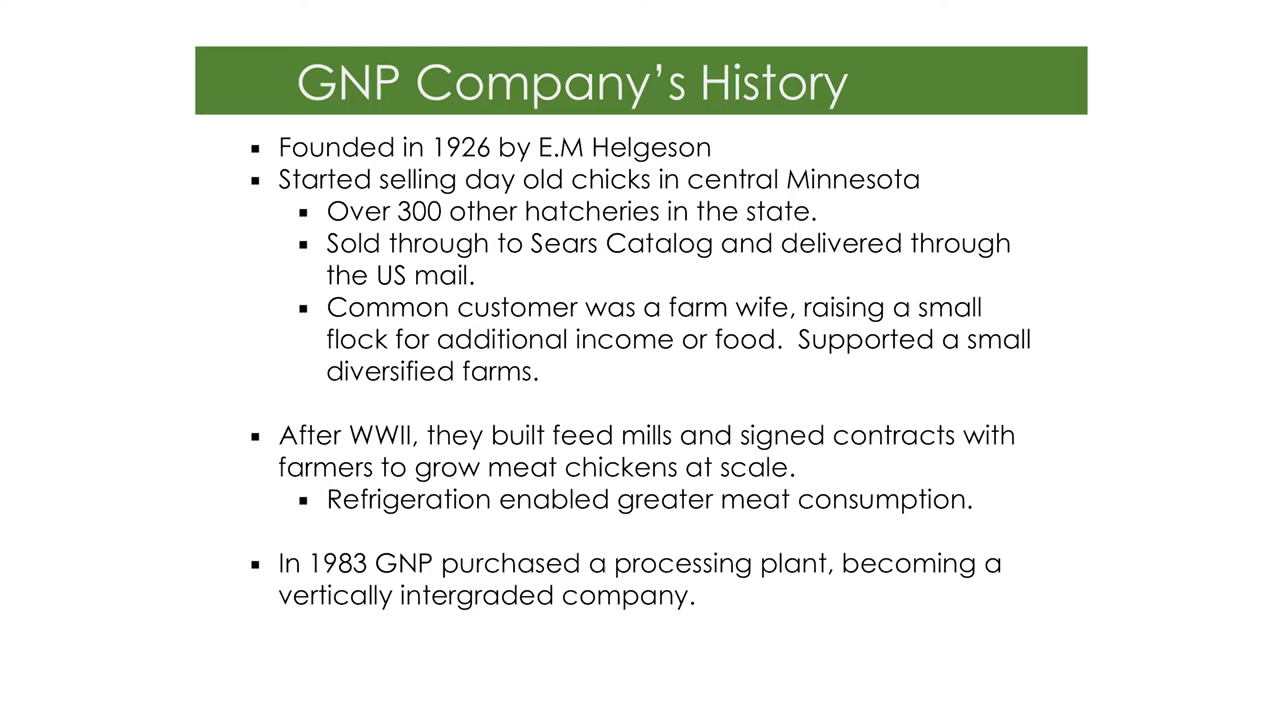 GNP Company's History
▪ Founded in 1926 by E.M Helgeson
▪ Started selling day old chicks in central Minnesota
▪ Over 300 other hatcheries in the state.
▪ Sold through to Sears Catalog and delivered through
the US mail.
▪ Common customer was a farm wife, raising a small
flock for additional income or food.  Supported a small
diversified farms.
▪ After WWII, they built feed mills and signed contracts with
farmers to grow meat chickens at scale.
▪ Refrigeration enabled greater meat consumption.
▪ In 1983 GNP purchased a processing plant, becoming a
vertically intergraded company.